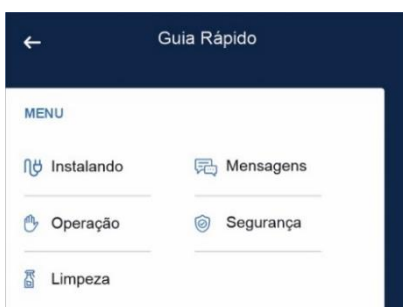 Guia Rápido
MENU
Instalando
Mensagens
Operação
Segurança
Limpeza